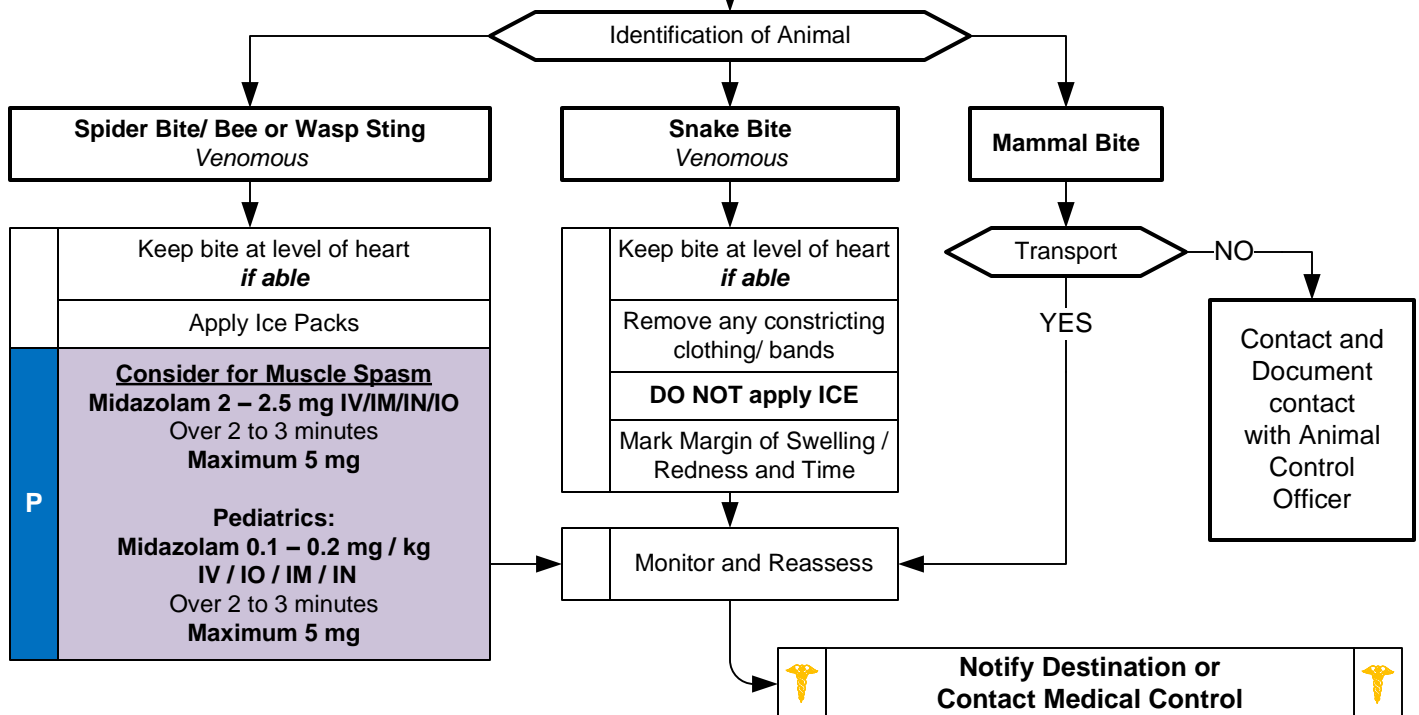 Identification of Animal
Spider Bite/ Bee or Wasp Sting
Venomous
Keep bite at level of heart
if able
Apply Ice Packs
P
Consider for Muscle Spasm
Midazolam 2 – 2.5 mg IV/IM/IN/IO
Over 2 to 3 minutes
Maximum 5 mg
Pediatrics:
Midazolam 0.1 – 0.2 mg / kg
IV / IO / IM / IN
Over 2 to 3 minutes
Maximum 5 mg
Snake Bite
Venomous
Keep bite at level of heart
if able
Remove any constricting
clothing/ bands
DO NOT apply ICE
Mark Margin of Swelling /
Redness and Time
Monitor and Reassess
Mammal Bite
Transport
NO
YES
Contact and
Document
contact
with Animal
Control
Officer
Notify Destination or
Contact Medical Control